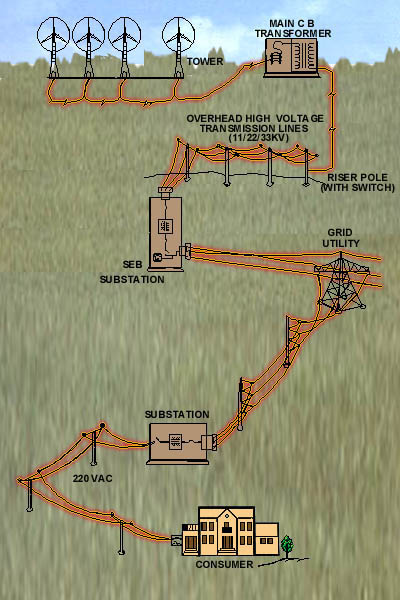 MAIN C B
TRANSFORMER
TOWER
OVERHEAD HIGH VOLTAGE
TRANSMISSION LINES
(11/22/33KV)
RISER POLE
(WITH SWITCH)
GRID
UTILITY
SEB
SUBSTATION
SUBSTATION
220 VAC
CONSUMER